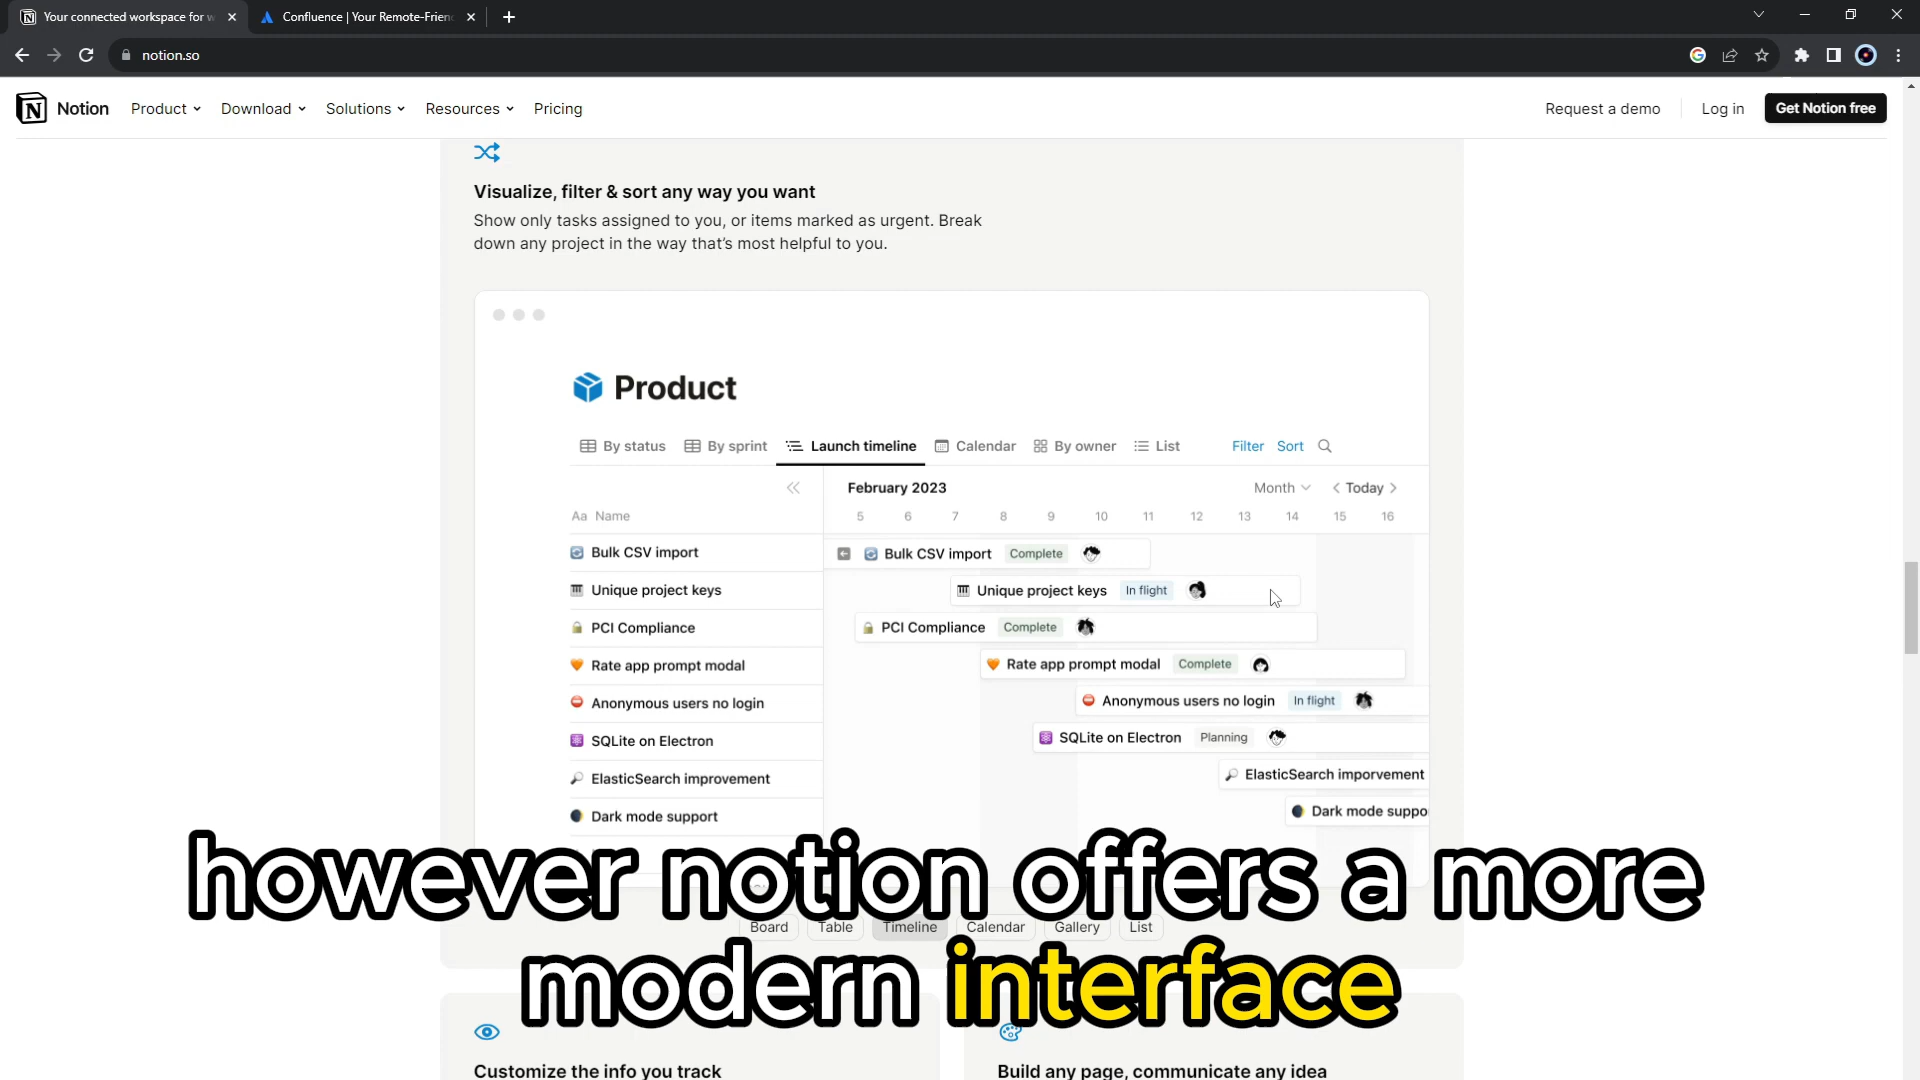 Your connected workspace for w
Confluence | Your Remote-Frien
notion.so
Notion Product Download Solutions Resources Pricing Request a demo Log in Get Notion free
Visualize, filter & sort any way you want
Show only tasks assigned to you, or items marked as urgent. Break
down any project in the way that’s most helpful to you.
Product
By status By sprint Launch timeline Calendar By owner List Filter Sort
February 2023 Month Today
Aa Name 5 6 7 8 9 10 11 12 13 14 15 16
Bulk CSV import Bulk CSV import Complete
Unique project keys Unique project keys In flight
PCI Compliance PCI Compliance Complete
Rate app prompt modal Rate app prompt modal Complete
Anonymous users no login Anonymous users no login In flight
SQLite on Electron SQLite on Electron Planning
ElasticSearch improvement ElasticSearch imporvement
Dark mode support Dark mode suppo
however notion offers a more
Board Table Timeline Calendar Gallery List
modern interface
Customize the info you track Build any page, communicate any idea